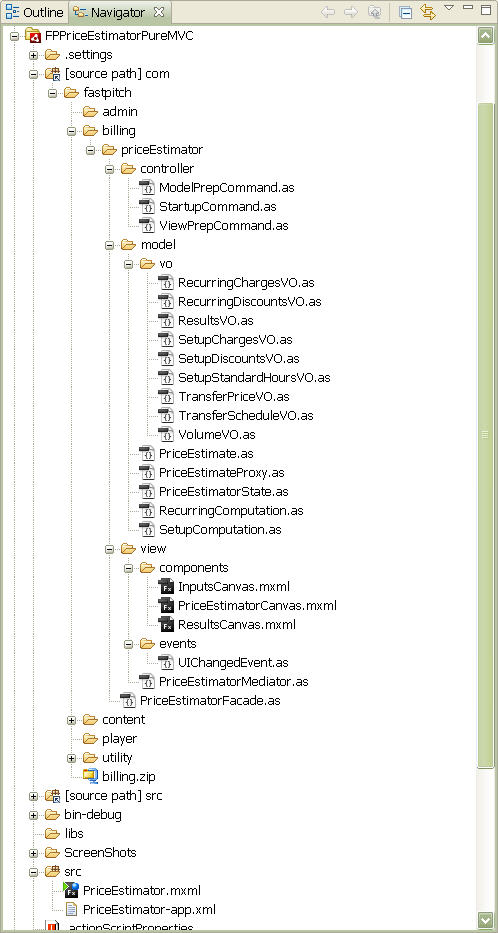 Outline Navigator
FPPriceEstimatorPureMVC
.settings
[source path] com
fastpitch
admin
billing
priceEstimator
controller
ModelPrepCommand.as
StartupCommand.as
ViewPrepCommand.as
model
vo
RecurringChargesVO.as
RecurringDiscountsVO.as
ResultsVO.as
SetupChargesVO.as
SetupDiscountsVO.as
SetupStandardHoursVO.as
TransferPriceVO.as
TransferScheduleVO.as
VolumeVO.as
PriceEstimate.as
PriceEstimateProxy.as
PriceEstimatorState.as
RecurringComputation.as
SetupComputation.as
view
components
InputsCanvas.mxml
PriceEstimatorCanvas.mxml
ResultsCanvas.mxml
events
UIChangedEvent.as
PriceEstimatorMediator.as
PriceEstimatorFacade.as
content
player
utility
billing.zip
[source path] src
bin-debug
libs
ScreenShots
src
PriceEstimator.mxml
PriceEstimator-app.xml
.actionScriptProperties